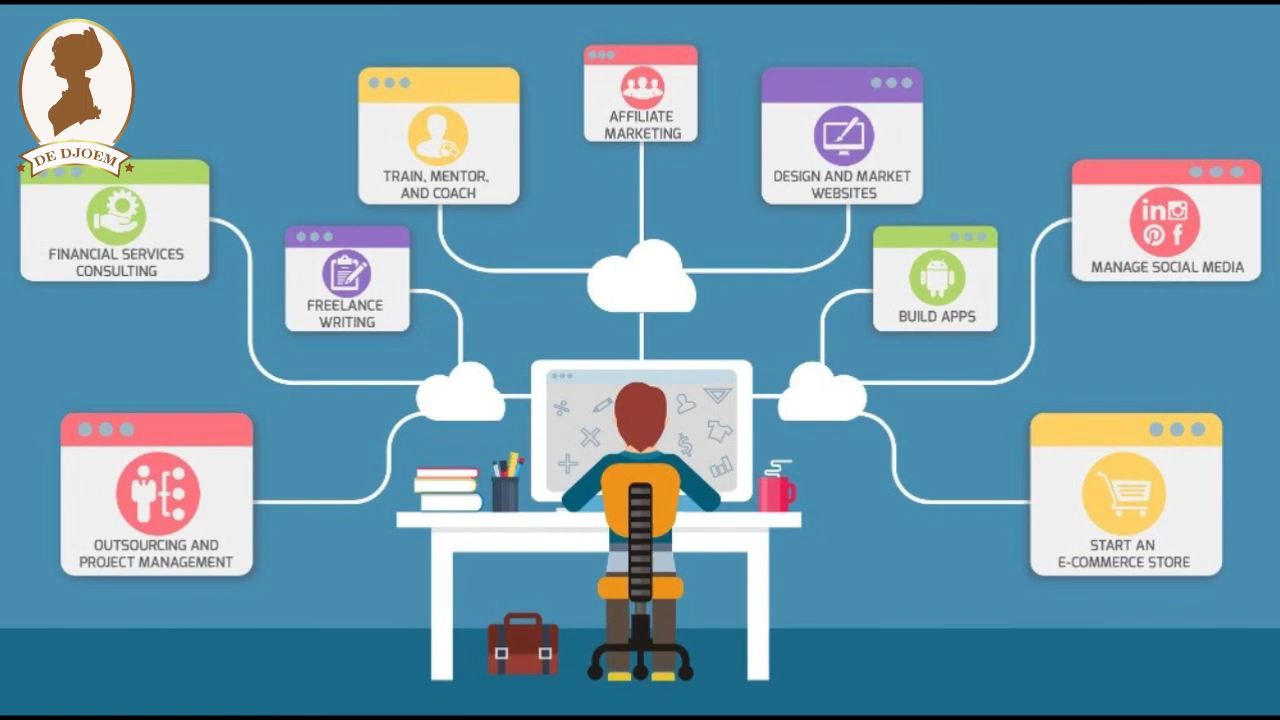 DE DJOEM
AFFILIATE
MARKETING
TRAIN, MENTOR,
AND COACH
DESIGN AND MARKET
WEBSITES
FINANCIAL SERVICES
CONSULTING
FREELANCE
WRITING
BUILD APPS
in
MANAGE SOCIAL MEDIA
OUTSOURCING AND
PROJECT MANAGEMENT
START AN
E-COMMERCE STORE